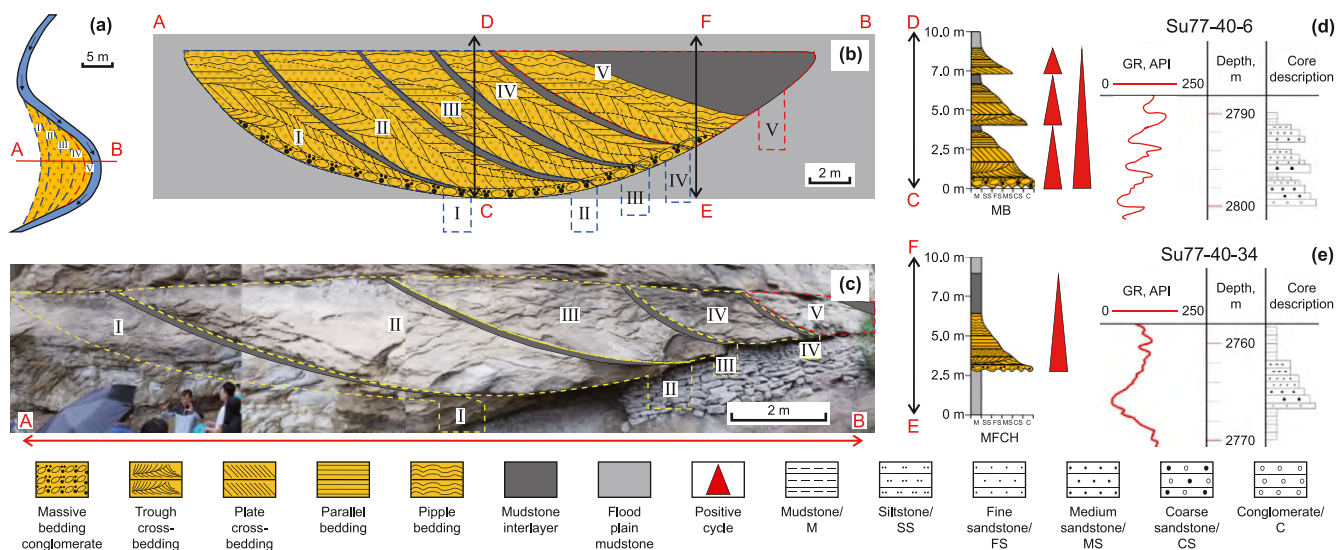 (a)
5 m
I
II
III
IV
V
A
B
A
D
F
B
(b)
I
II
III
IV
V
V
IV
III
II
I
C
E
2 m
(c)
I
II
III
IV
V
IV
III
II
I
2 m
A
B
Su77-40-6
(d)
D
C
10.0 m
7.0 m
5.0 m
2.5 m
0 m
M SS FS MS CS C
MB
GR, API
0 250
Depth, m
Core description
2790
2800
Su77-40-34
(e)
F
E
10.0 m
7.0 m
5.0 m
2.5 m
0 m
M SS FS MS CS C
MFCH
GR, API
0 250
Depth, m
Core description
2760
2770
Massive bedding conglomerate
Trough cross-bedding
Plate cross-bedding
Parallel bedding
Pipple bedding
Mudstone interlayer
Flood plain mudstone
Positive cycle
Mudstone/ M
Siltstone/ SS
Fine sandstone/ FS
Medium sandstone/ MS
Coarse sandstone/ CS
Conglomerate/ C